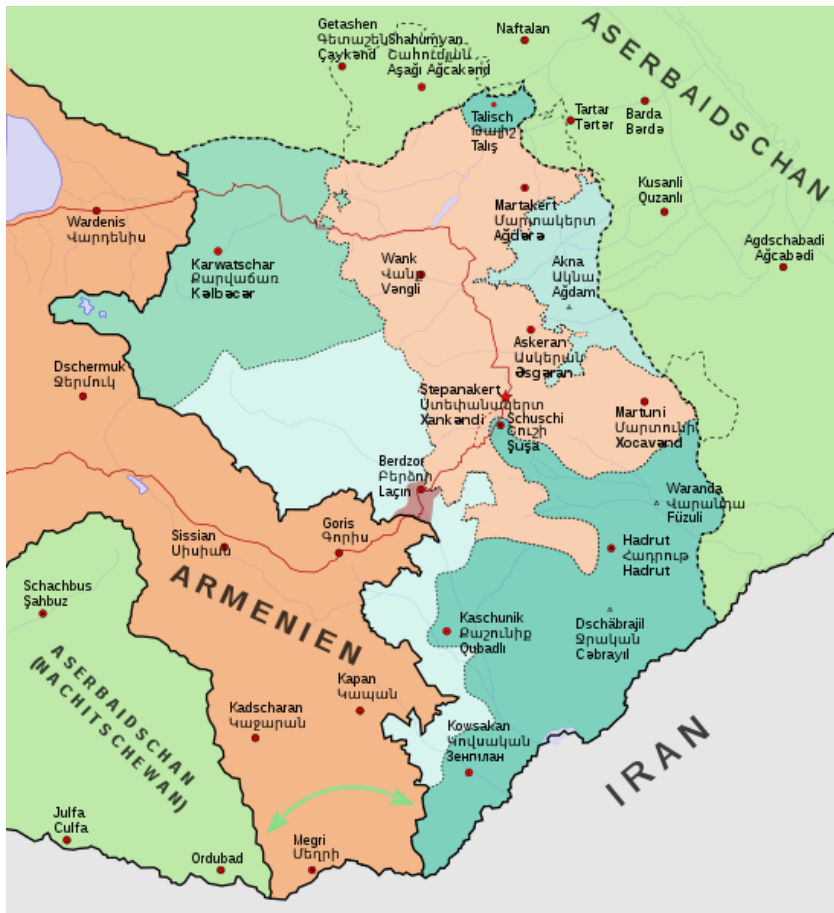 Getashen
Գետաշեն
Çaykənd
Shahumyan
Շահումյան
Aşağı Ağcakənd
Naftalan
ASERBAIDSCHAN
Talisch
Թալիշ
Talış
Tartar
Tərtər
Barda
Bərdə
Kusanli
Quzanlı
Wardenis
Վարդենիս
Martakert
Մարտակերտ
Ağdərə
Agdschabadi
Ağcabədi
Karwatschar
Քարվաճառ
Kəlbəcər
Wank
Վանք
Vəngli
Akna
Ակնա
Ağdam
Askeran
Ասկերան
Əsgəran
Dschermuk
Ջերմուկ
Stepanakert
Ստեփանակերտ
Xankəndi
Schuschi
Շուշի
Şuşa
Martuni
Մարտունի
Xocavənd
Berdzor
Բերձոր
Laçın
Waranda
Վարանդա
Füzuli
Sissian
Սիսիան
Goris
Գորիս
Hadrut
Հադրութ
Hadrut
ARMENIEN
Schachbus
Şahbuz
Kaschunik
Քաշունիք
Qubadlı
Dschäbrajil
Ջրական
Cəbrayıl
ASERBAIDSCHAN
(NACHITSCHEWAN)
Kapan
Կապան
Kadscharan
Քաջարան
Kowsakan
Կովսական
Зенгилан
IRAN
Julfa
Culfa
Ordubad
Megri
Մեղրի